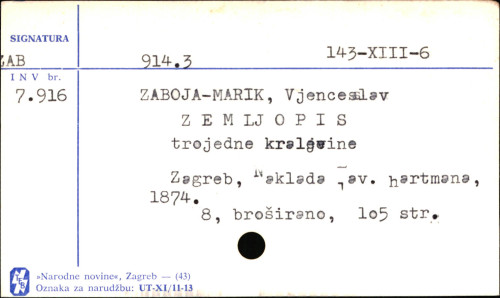 SIGNATURA
ZAB 914.3 143-XIII-6
INV br.
7.916 ZABOJA-MARIK, Vjenceslav
ZEMLJOPIS
trojedne kraljevine
Zagreb, Naklada Lav. hartmana,
1874.
8, broširano, 105 str.
»Narodne novine«, Zagreb — (43)
Oznaka za narudžbu: UT-XI/11-13